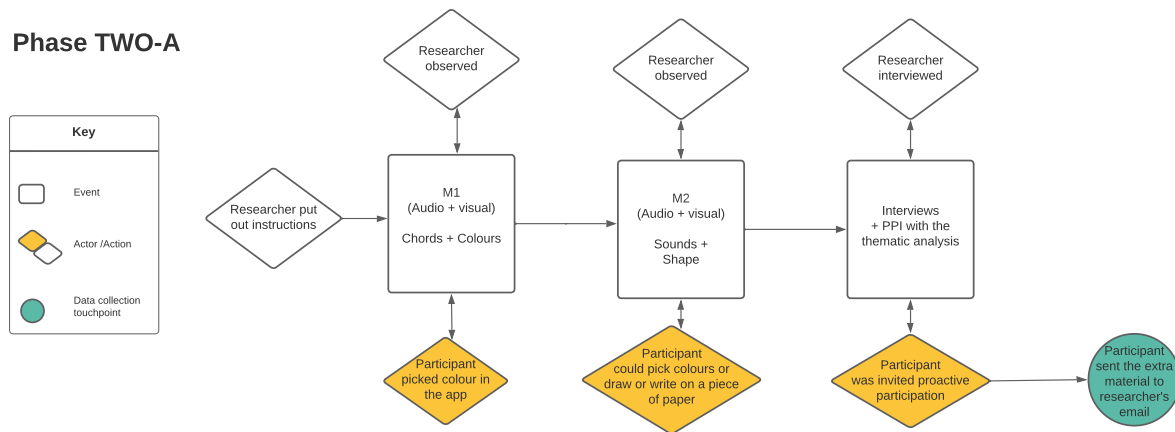 Phase TWO-A
Key
Event
Actor /Action
Data collection
touchpoint
Researcher put
out instructions
Researcher
observed
M1
(Audio + visual)
Chords + Colours
Participant
picked colour in
the app
Researcher
observed
M2
(Audio + visual)
Sounds +
Shape
Participant
could pick colours or
draw or write on a piece
of paper
Researcher
interviewed
Interviews
+ PPI with the
thematic analysis
Participant
was invited proactive
participation
Participant
sent the extra
material to
researcher's
email